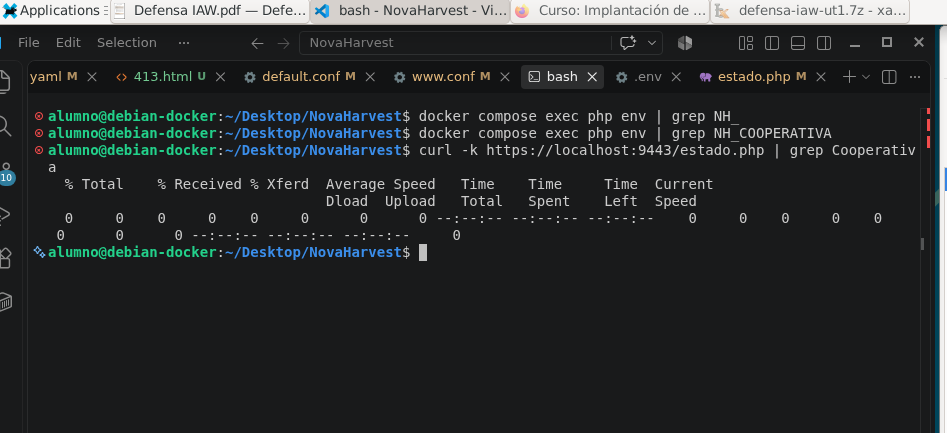 Applications
Defensa IAW.pdf — Defe...
bash - NovaHarvest - Vi...
Curso: Implantación de ...
defensa-iaw-ut1.7z - xa...
File Edit Selection ···
NovaHarvest
yaml M
413.html U
default.conf M
www.conf M
bash
.env
estado.php M
alumno@debian-docker:~/Desktop/NovaHarvest$ docker compose exec php env | grep NH_
alumno@debian-docker:~/Desktop/NovaHarvest$ docker compose exec php env | grep NH_COOPERATIVA
alumno@debian-docker:~/Desktop/NovaHarvest$ curl -k https://localhost:9443/estado.php | grep Cooperativ
a
% Total % Received % Xferd Average Speed Time Time Time Current
Dload Upload Total Spent Left Speed
0 0 0 0 0 0 0 0 --:--:-- --:--:-- --:--:-- 0 0 0 0 0
0 0 0 --:--:-- --:--:-- --:--:-- 0
alumno@debian-docker:~/Desktop/NovaHarvest$
10